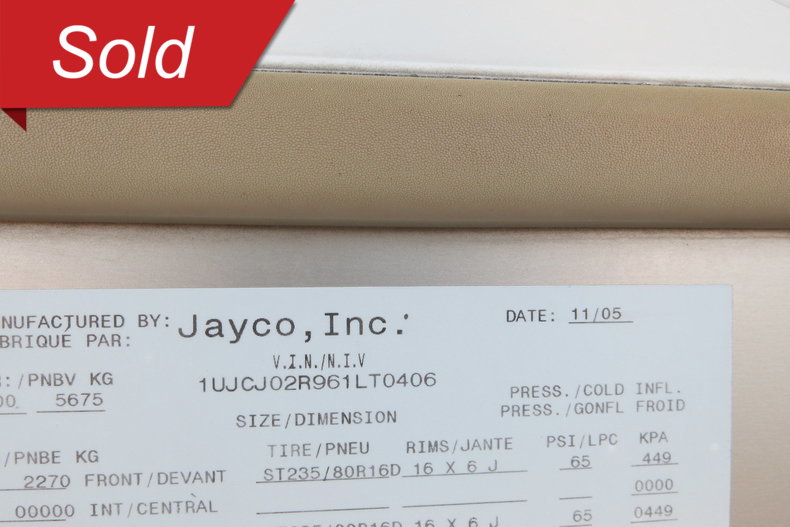 Sold
NUFACTURED BY: Jayco, Inc. DATE: 11/05
BRIQUE PAR:
V.I.N./N.I.V
1UJCJ02R961LT0406
/PNBV KG
5675
PRESS./COLD INFL.
PRESS./GONFL FROID
SIZE/DIMENSION
TIRE/PNEU RIMS/JANTE PSI/LPC KPA
/PNBE KG
2270 FRONT/DEVANT ST235/80R16D 16 X 6 J 65 449
00000 INT/CENTRAL 0000
16 X 6 J 65 0449